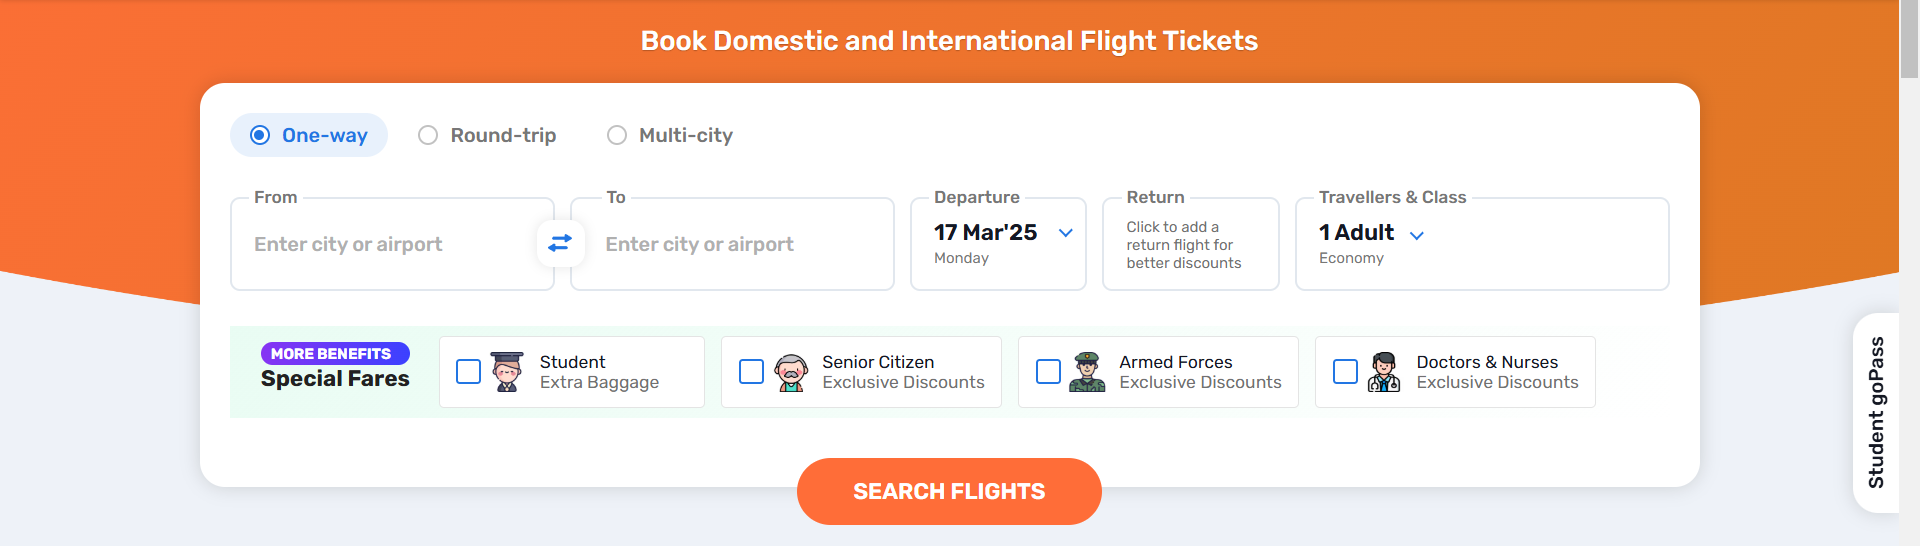 Book Domestic and International Flight Tickets
One-way
Round-trip
Multi-city
From
Enter city or airport
To
Enter city or airport
Departure
17 Mar'25
Monday
Return
Click to add a
return flight for
better discounts
Travellers & Class
1 Adult
Economy
MORE BENEFITS
Special Fares
Student
Extra Baggage
Senior Citizen
Exclusive Discounts
Armed Forces
Exclusive Discounts
Doctors & Nurses
Exclusive Discounts
SEARCH FLIGHTS
Student goPass